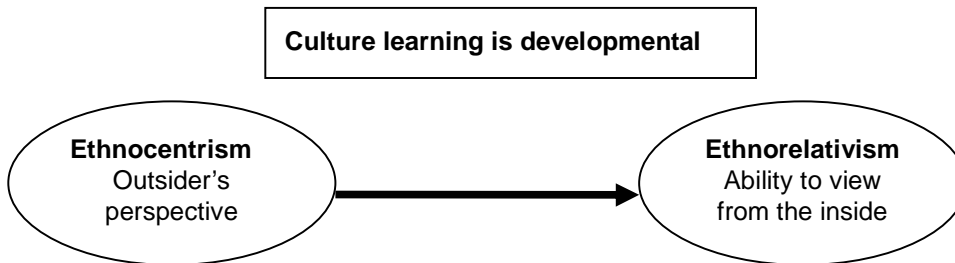 Culture learning is developmental
Ethnocentrism
Outsider’s
perspective
Ethnorelativism
Ability to view
from the inside